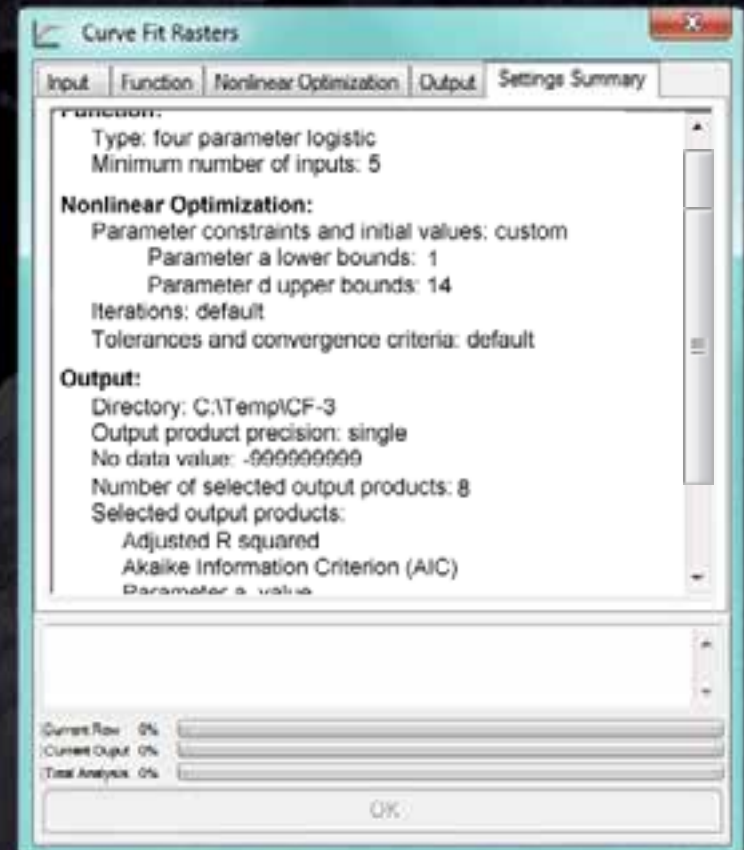 Curve Fit Rasters
Input Function Nonlinear Optimization Output Settings Summary
Function:
Type: four parameter logistic
Minimum number of inputs: 5
Nonlinear Optimization:
Parameter constraints and initial values: custom
Parameter a lower bounds: 1
Parameter d upper bounds: 14
Iterations: default
Tolerances and convergence criteria: default
Output:
Directory: C:\Temp\CF-3
Output product precision: single
No data value: -999999999
Number of selected output products: 8
Selected output products:
Adjusted R squared
Akaike Information Criterion (AIC)
Parameter a value
Current Row 0%
Current Ouput 0%
Total Analysis 0%
OK